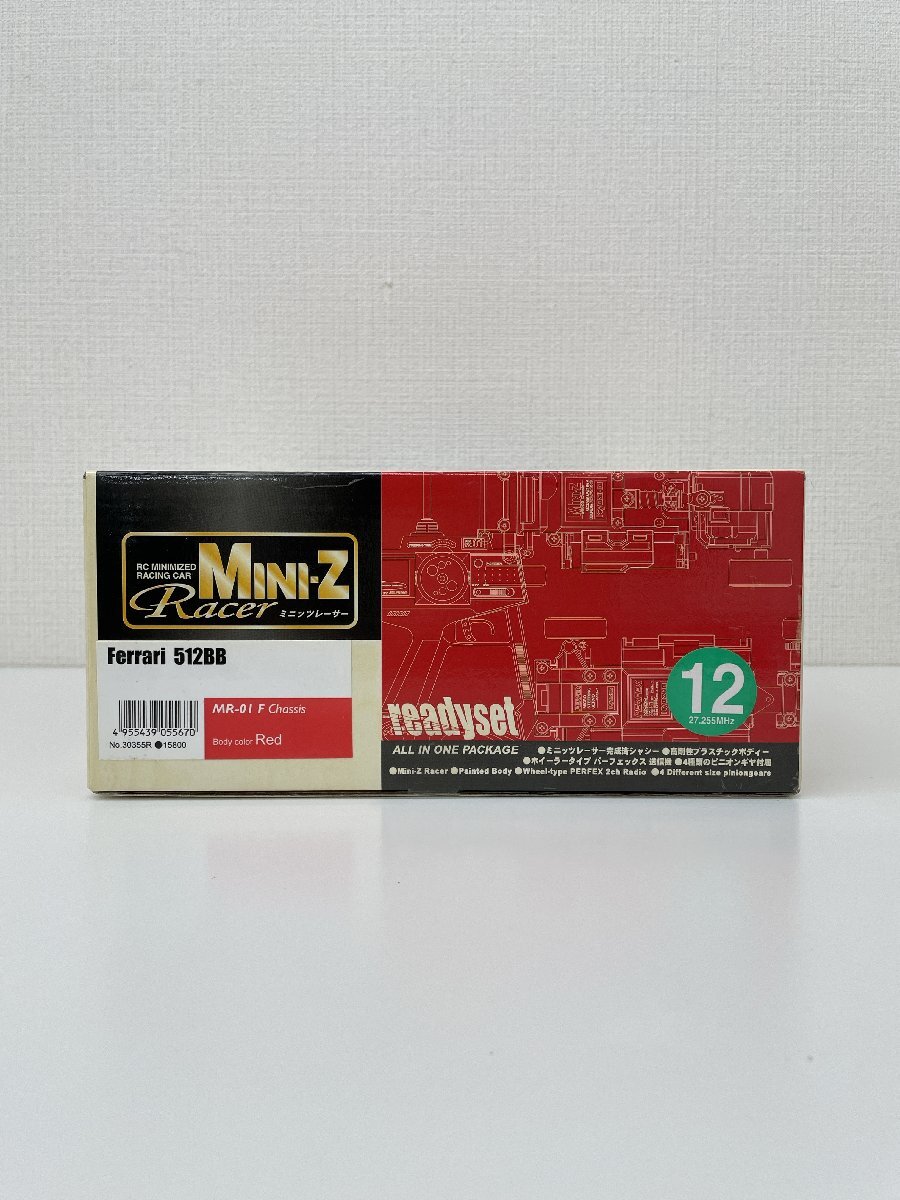 RC MINIMIZED
RACING CAR
MINI-Z
Racer ミニッツレーサー
Ferrari 512BB
4 955439 055670
No.30355R ●15800
MR-01 F Chassis
Body color Red
readyset
ALL IN ONE PACKAGE
●ミニッツレーサー完成済シャシー ●高剛性プラスチックボディー
●ホイーラータイプ パーフェックス 送信機 ●4種類のピニオンギヤ付属
●Mini-Z Racer ●Painted Body ●Wheel-type PERFEX 2ch Radio ●4 Different size piniongears
12
27.255MHz